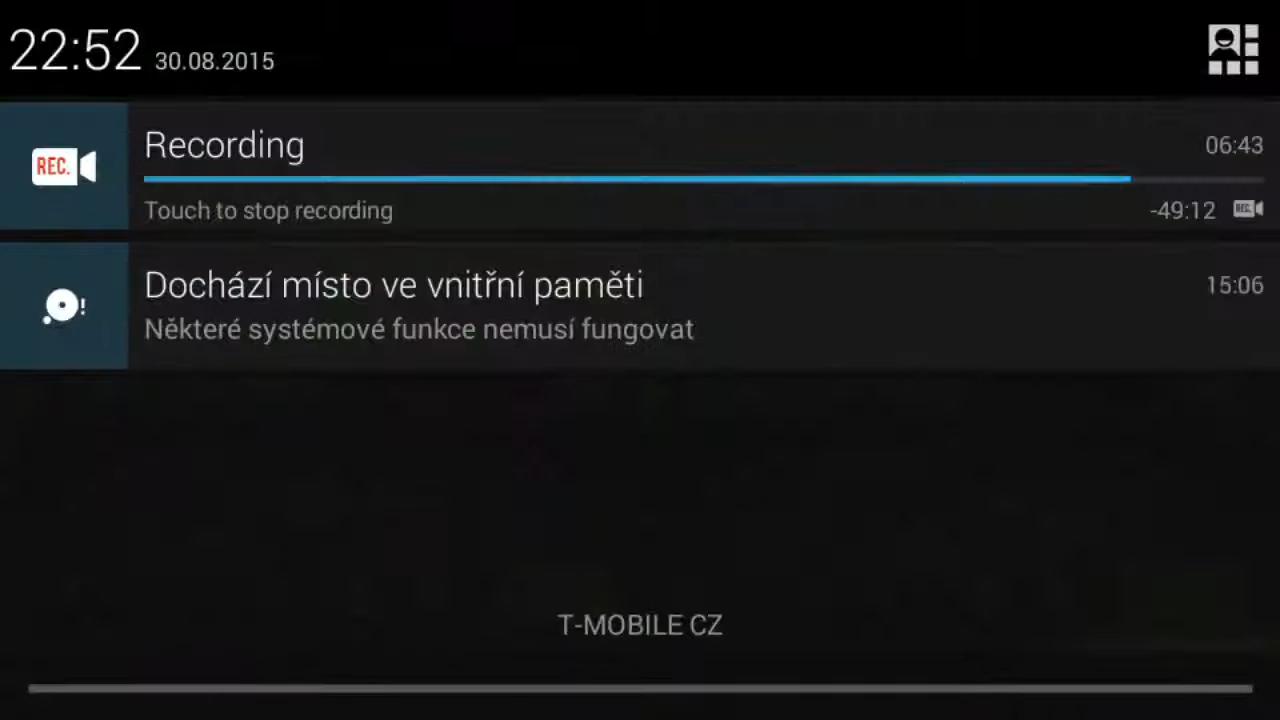 22:52 30.08.2015
REC. Recording 06:43
Touch to stop recording -49:12 REC.
Dochází místo ve vnitřní paměti 15:06
Některé systémové funkce nemusí fungovat
T-MOBILE CZ